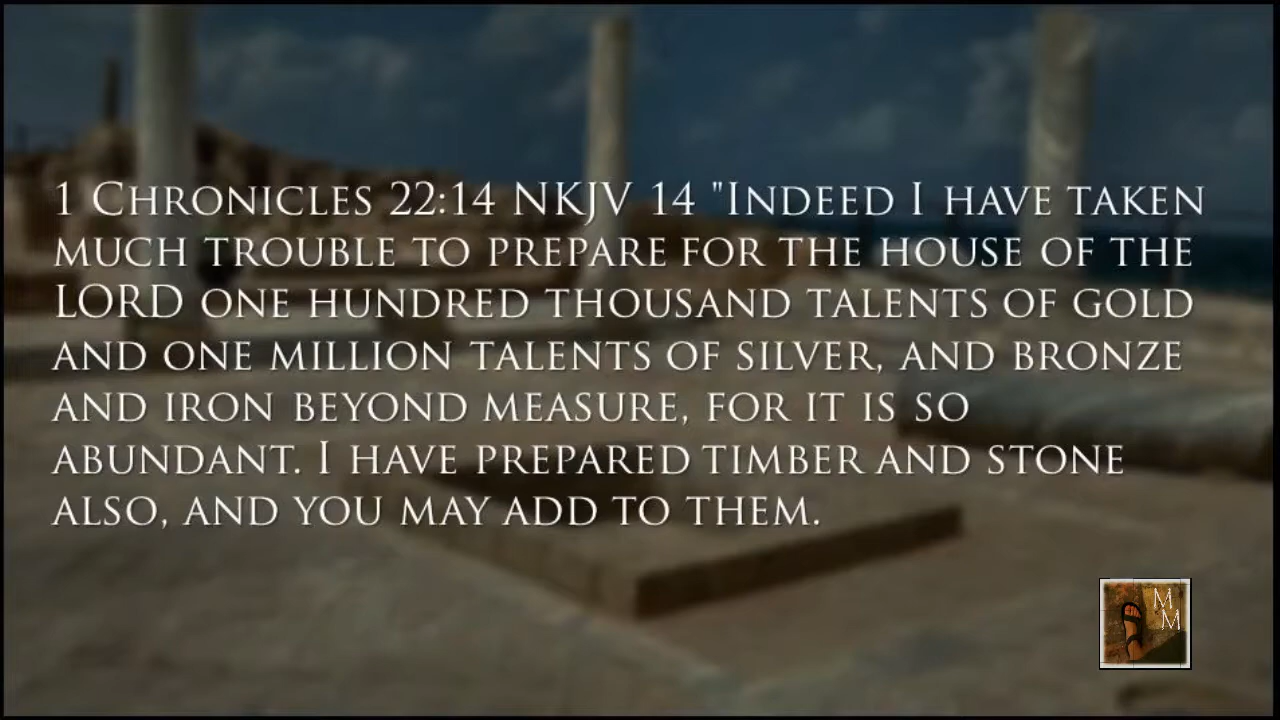 1 Chronicles 22:14 NKJV 14 "Indeed I have taken
much trouble to prepare for the house of the
LORD one hundred thousand talents of gold
and one million talents of silver, and bronze
and iron beyond measure, for it is so
abundant. I have prepared timber and stone
also, and you may add to them.
M
M